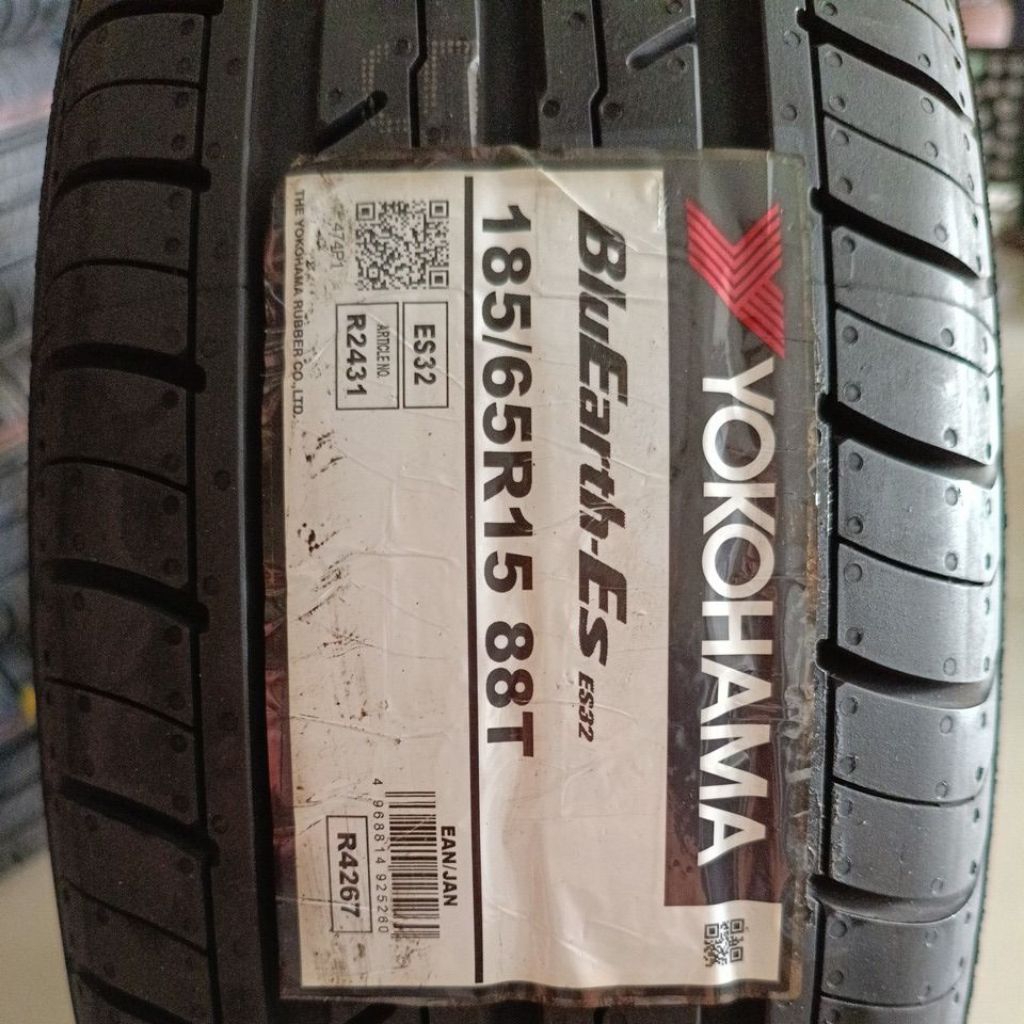 YOKOHAMA
BluEarth-Es ES32
185/65R15 88T
ES32
ARTICLE NO.
R2431
474P1
THE YOKOHAMA RUBBER CO.,LTD.
EAN/JAN
4 968814 925260
R4267